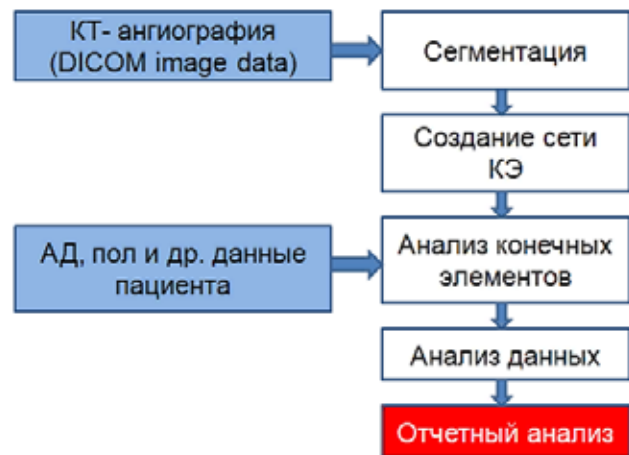 КТ- ангиография
(DICOM image data)
Сегментация
Создание сети
КЭ
АД, пол и др. данные
пациента
Анализ конечных
элементов
Анализ данных
Отчетный анализ